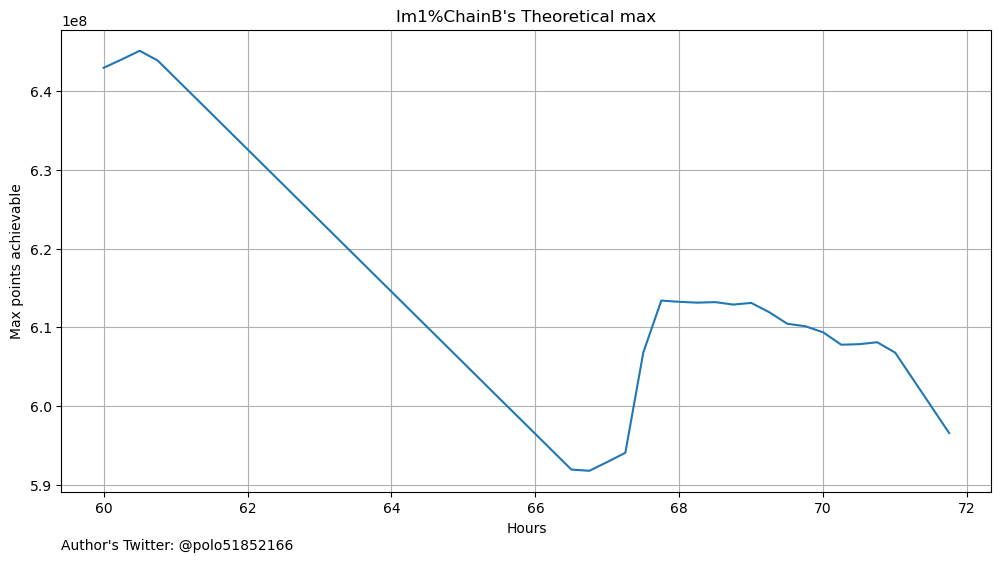 Im1%ChainB's Theoretical max
1e8
6.4
6.3
6.2
6.1
6.0
5.9
Max points achievable
60 62 64 66 68 70 72
Hours
Author's Twitter: @polo51852166